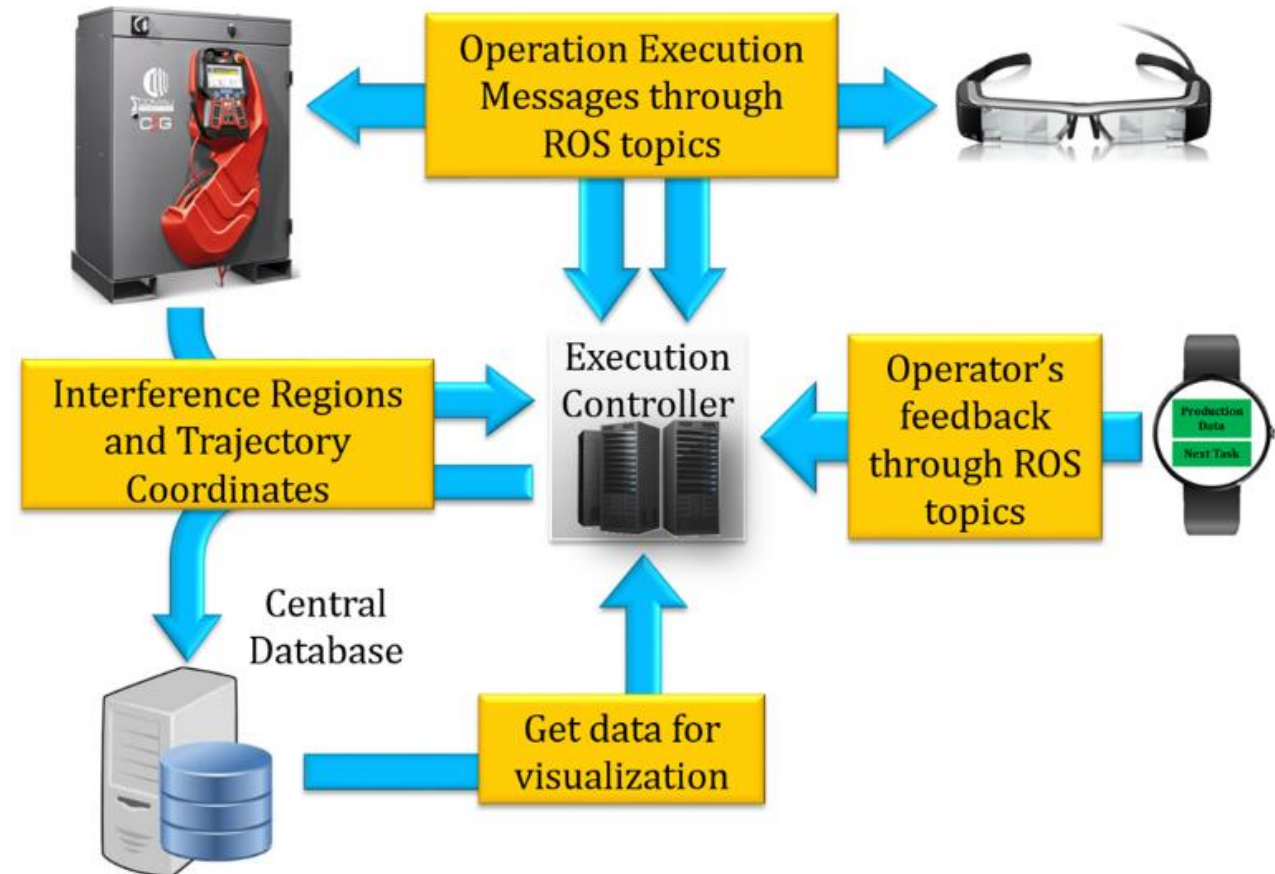 Operation Execution
Messages through
ROS topics
C4G
Interference Regions
and Trajectory
Coordinates
Execution
Controller
Operator’s
feedback
through ROS
topics
Production
Data
Next Task
Central
Database
Get data for
visualization